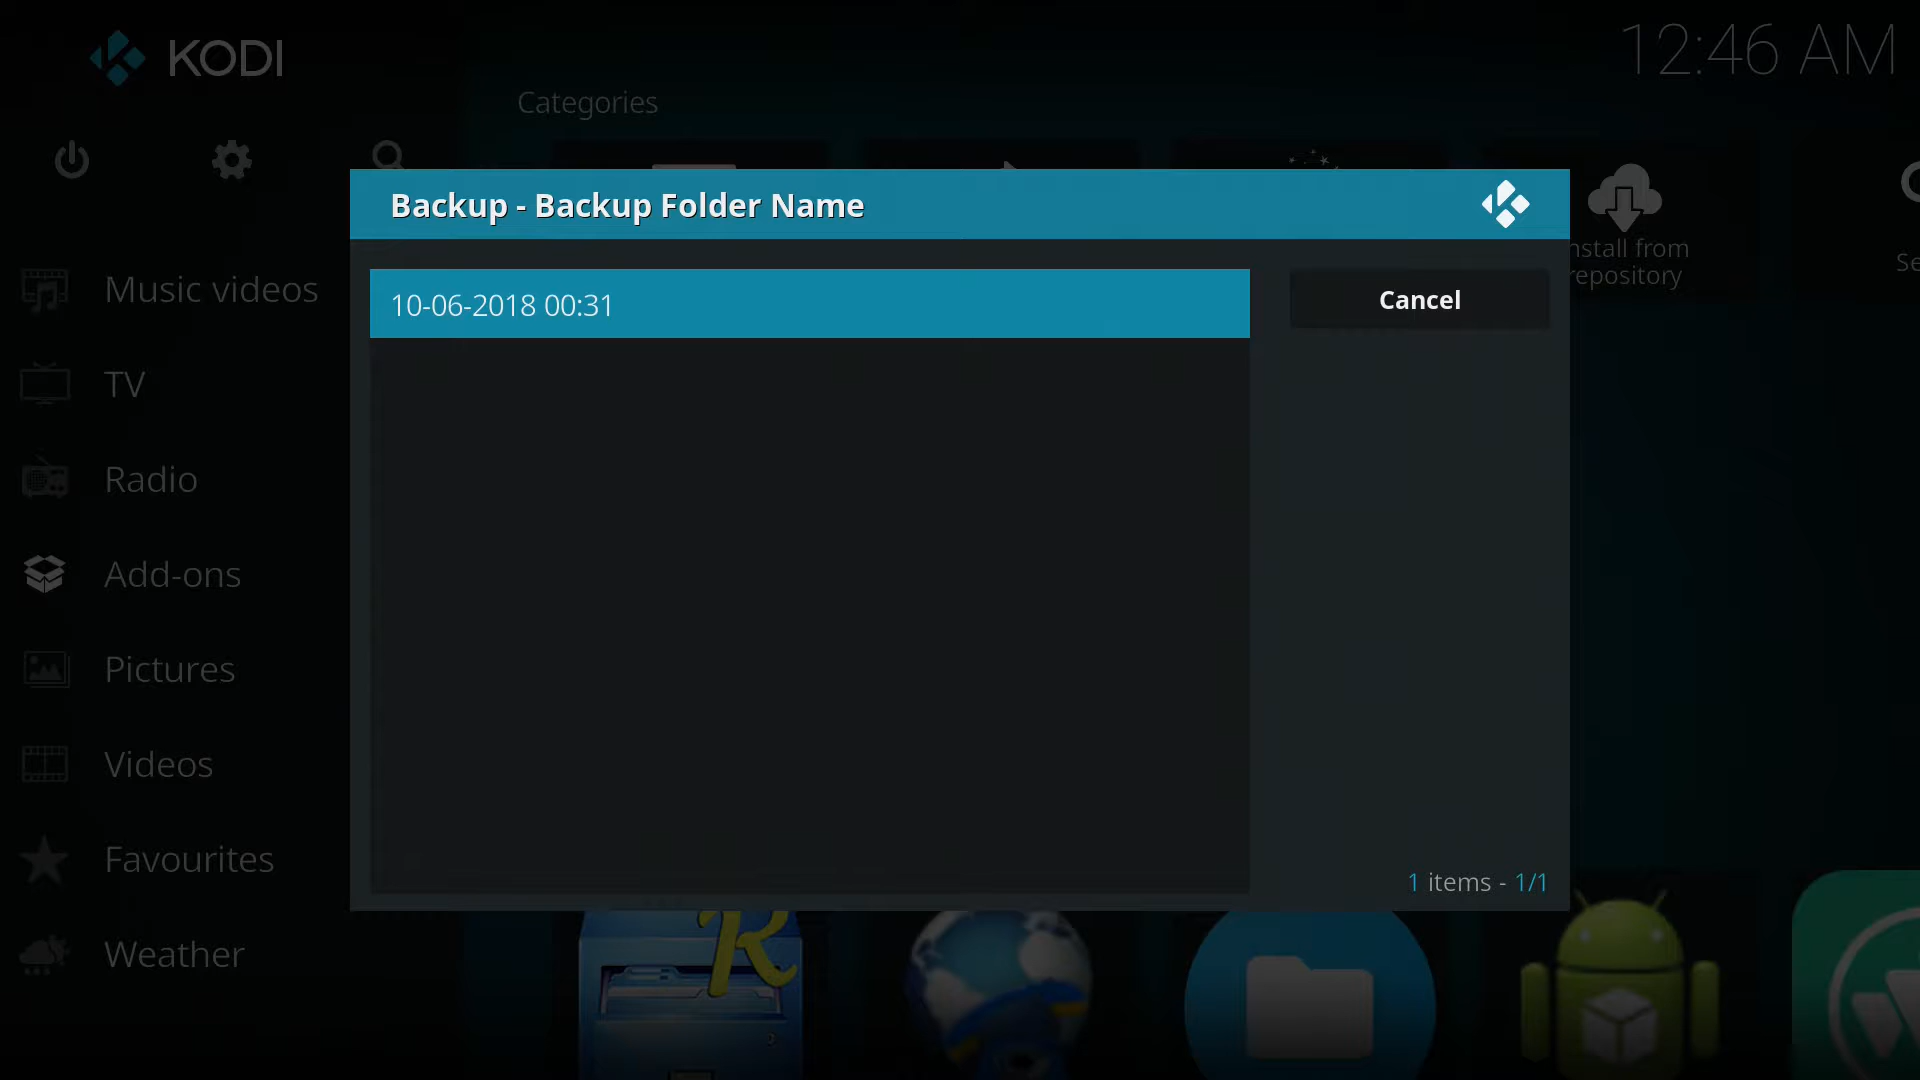 KODI
12:46 AM
Categories
Backup - Backup Folder Name
10-06-2018 00:31
Cancel
nstall from
repository
Music videos
TV
Radio
Add-ons
Pictures
Videos
Favourites
Weather
1 items - 1/1